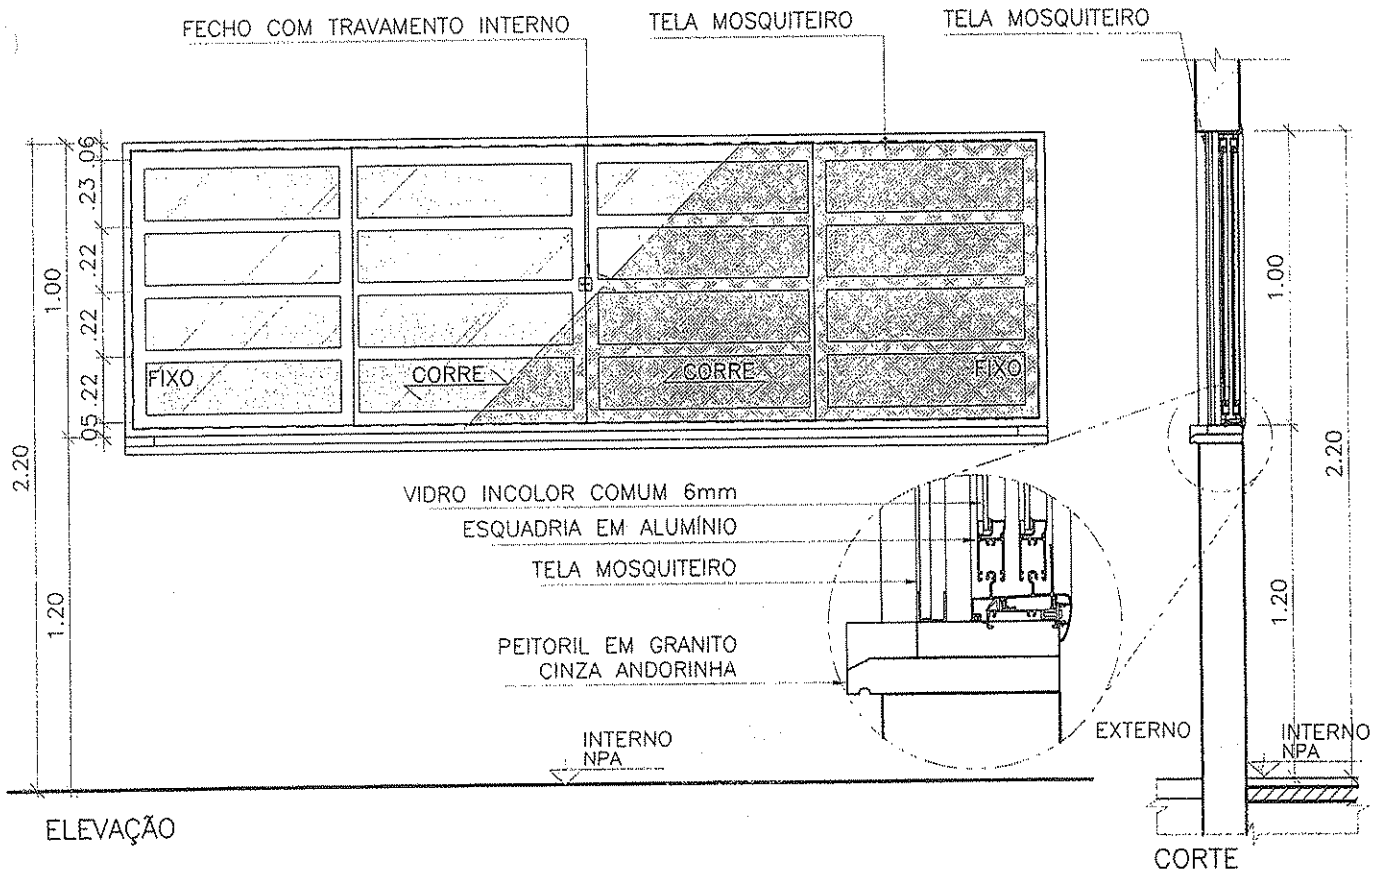 FECHO COM TRAVAMENTO INTERNO
TELA MOSQUITEIRO
TELA MOSQUITEIRO
.06
.23
.22
.22
.22
.05
1.00
2.20
1.20
FIXO
CORRE
CORRE
FIXO
1.00
2.20
1.20
VIDRO INCOLOR COMUM 6mm
ESQUADRIA EM ALUMÍNIO
TELA MOSQUITEIRO
PEITORIL EM GRANITO
CINZA ANDORINHA
INTERNO
NPA
EXTERNO
INTERNO
NPA
ELEVAÇÃO
CORTE